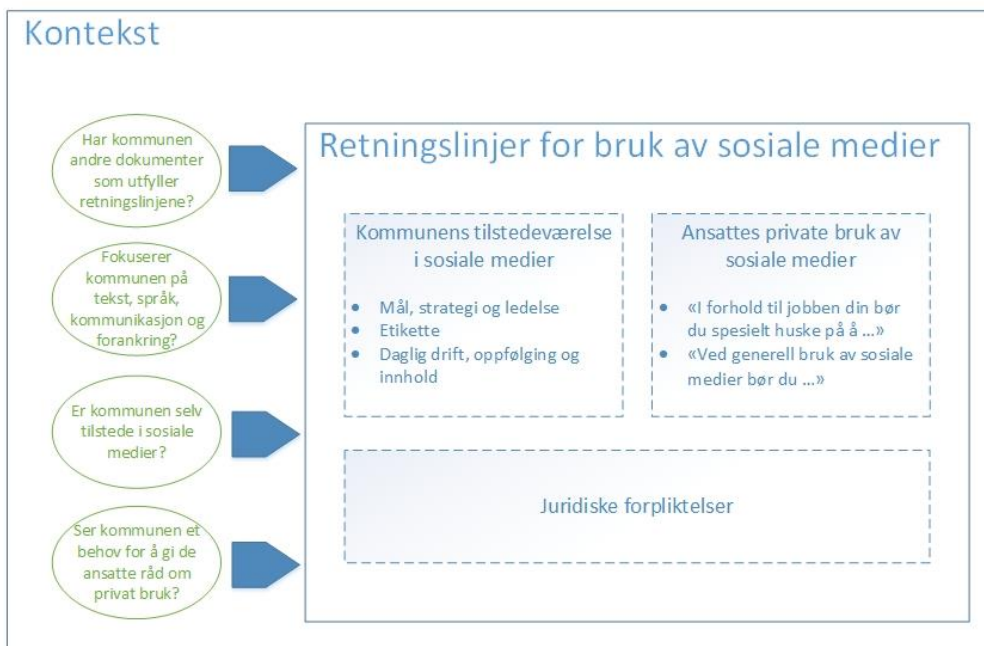 Kontekst
Har kommunen
andre dokumenter
som utfyller
retningslinjene?
Fokuserer
kommunen på
tekst, språk,
kommunikasjon og
forankring?
Er kommunen selv
tilstede i sosiale
medier?
Ser kommunen et
behov for å gi de
ansatte råd om
privat bruk?
Retningslinjer for bruk av sosiale medier
Kommunens tilstedeværelse
i sosiale medier
• Mål, strategi og ledelse
• Etikette
• Daglig drift, oppfølging og
innhold
Ansattes private bruk av
sosiale medier
• «I forhold til jobben din bør
du spesielt huske på å ...»
• «Ved generell bruk av sosiale
medier bør du ...»
Juridiske forpliktelser